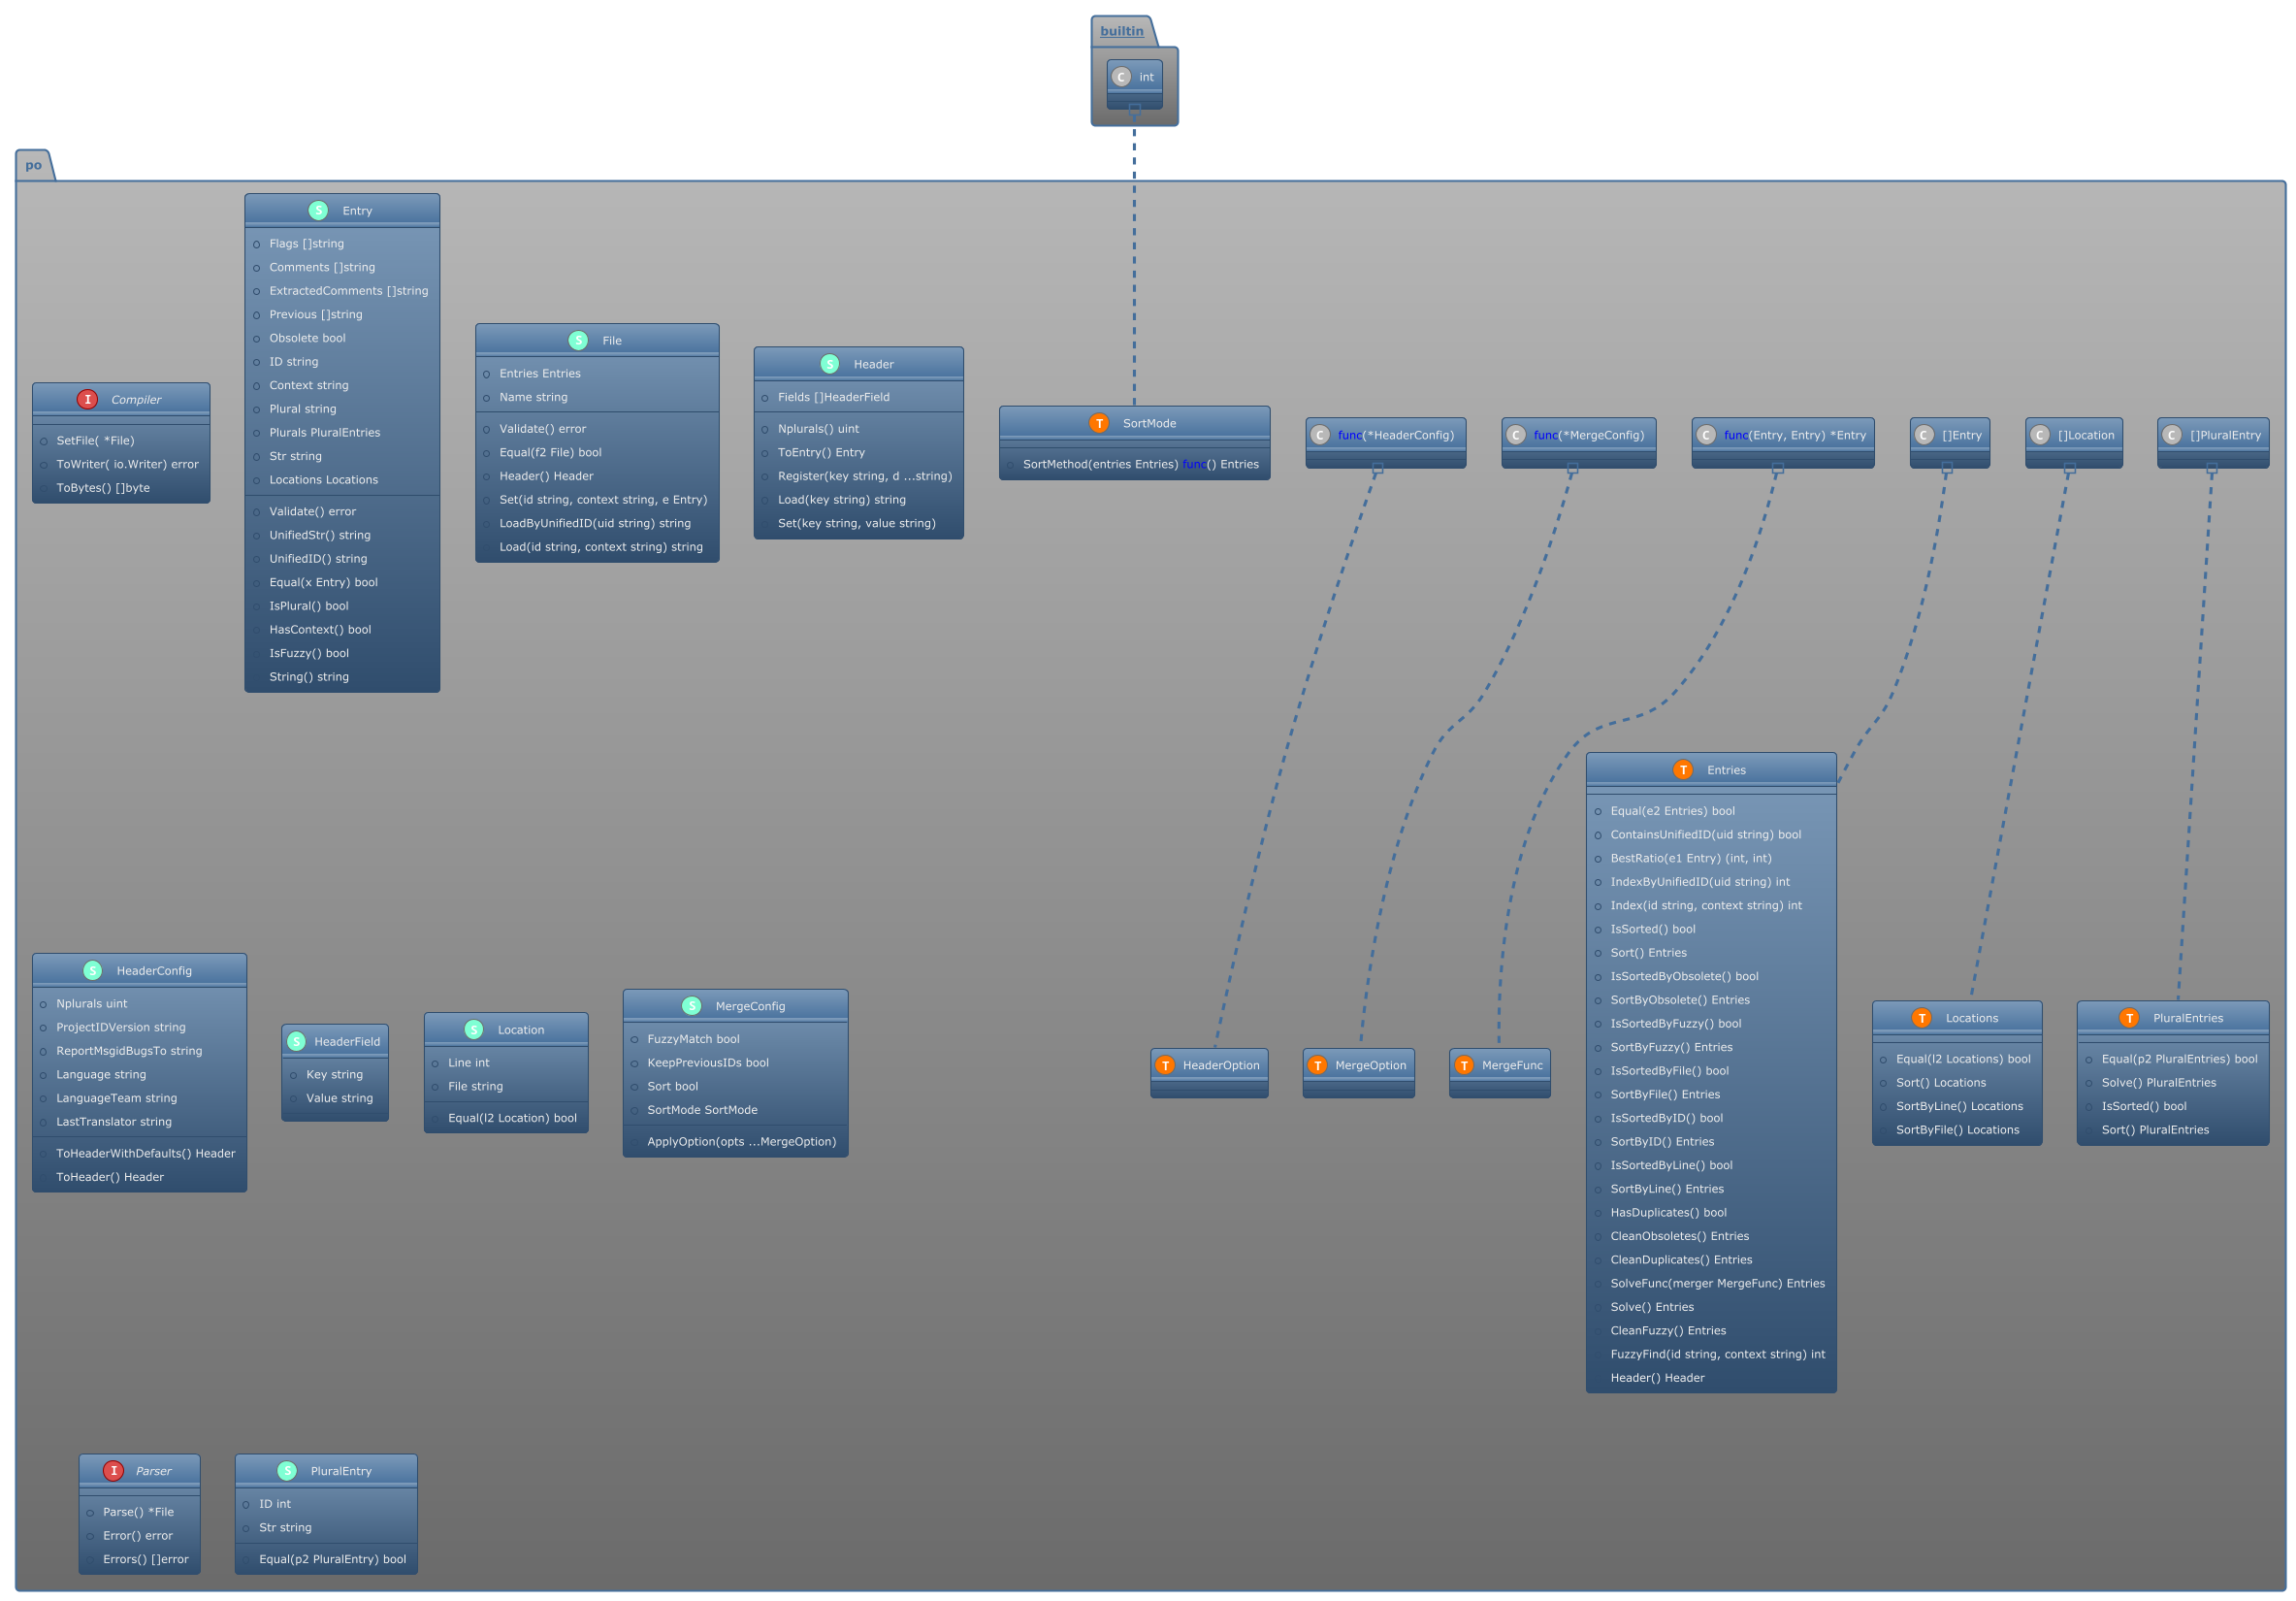 builtin
C int
po
S Entry
Flags []string
Comments []string
ExtractedComments []string
Previous []string
Obsolete bool
ID string
Context string
Plural string
Plurals PluralEntries
Str string
Locations Locations
Validate() error
UnifiedStr() string
UnifiedID() string
Equal(x Entry) bool
IsPlural() bool
HasContext() bool
IsFuzzy() bool
String() string
S File
Entries Entries
Name string
Validate() error
Equal(f2 File) bool
Header() Header
Set(id string, context string, e Entry)
LoadByUnifiedID(uid string) string
Load(id string, context string) string
S Header
Fields []HeaderField
Nplurals() uint
ToEntry() Entry
Register(key string, d ...string)
Load(key string) string
Set(key string, value string)
I Compiler
SetFile( *File)
ToWriter( io.Writer) error
ToBytes() []byte
T SortMode
SortMethod(entries Entries) func() Entries
C func(*HeaderConfig)
C func(*MergeConfig)
C func(Entry, Entry) *Entry
C []Entry
C []Location
C []PluralEntry
T Entries
Equal(e2 Entries) bool
ContainsUnifiedID(uid string) bool
BestRatio(e1 Entry) (int, int)
IndexByUnifiedID(uid string) int
Index(id string, context string) int
IsSorted() bool
Sort() Entries
IsSortedByObsolete() bool
SortByObsolete() Entries
IsSortedByFuzzy() bool
SortByFuzzy() Entries
IsSortedByFile() bool
SortByFile() Entries
IsSortedByID() bool
SortByID() Entries
IsSortedByLine() bool
SortByLine() Entries
HasDuplicates() bool
CleanObsoletes() Entries
CleanDuplicates() Entries
SolveFunc(merger MergeFunc) Entries
Solve() Entries
CleanFuzzy() Entries
FuzzyFind(id string, context string) int
Header() Header
S HeaderConfig
Nplurals uint
ProjectIDVersion string
ReportMsgidBugsTo string
Language string
LanguageTeam string
LastTranslator string
ToHeaderWithDefaults() Header
ToHeader() Header
S HeaderField
Key string
Value string
S Location
Line int
File string
Equal(l2 Location) bool
S MergeConfig
FuzzyMatch bool
KeepPreviousIDs bool
Sort bool
SortMode SortMode
ApplyOption(opts ...MergeOption)
T HeaderOption
T MergeOption
T MergeFunc
T Locations
Equal(l2 Locations) bool
Sort() Locations
SortByLine() Locations
SortByFile() Locations
T PluralEntries
Equal(p2 PluralEntries) bool
Solve() PluralEntries
IsSorted() bool
Sort() PluralEntries
I Parser
Parse() *File
Error() error
Errors() []error
S PluralEntry
ID int
Str string
Equal(p2 PluralEntry) bool